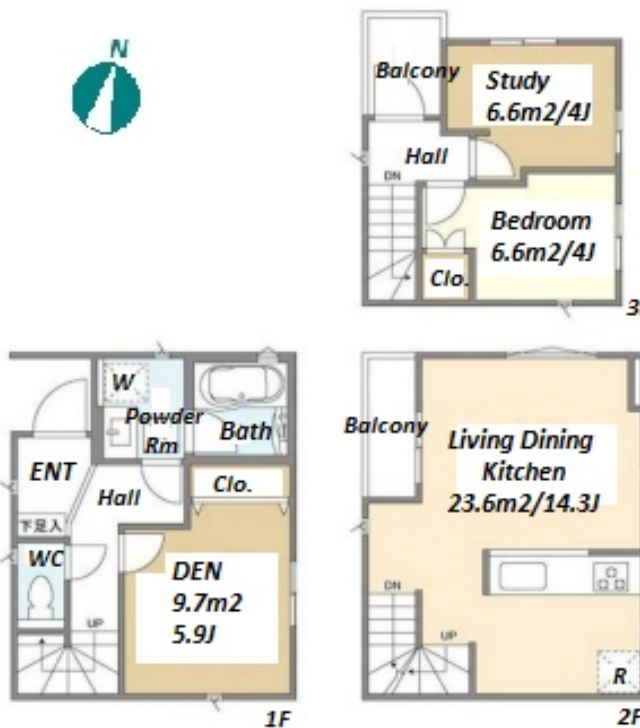 N
Balcony
Study
6.6m2/4J
Hall
DN
Bedroom
6.6m2/4J
Clo.
3
W
Powder
Rm
Bath
ENT
Hall
Clo.
下足入
WC
DEN
9.7m2
5.9J
UP
1F
Balcony
Living Dining
Kitchen
23.6m2/14.3J
DN
UP
R
2F